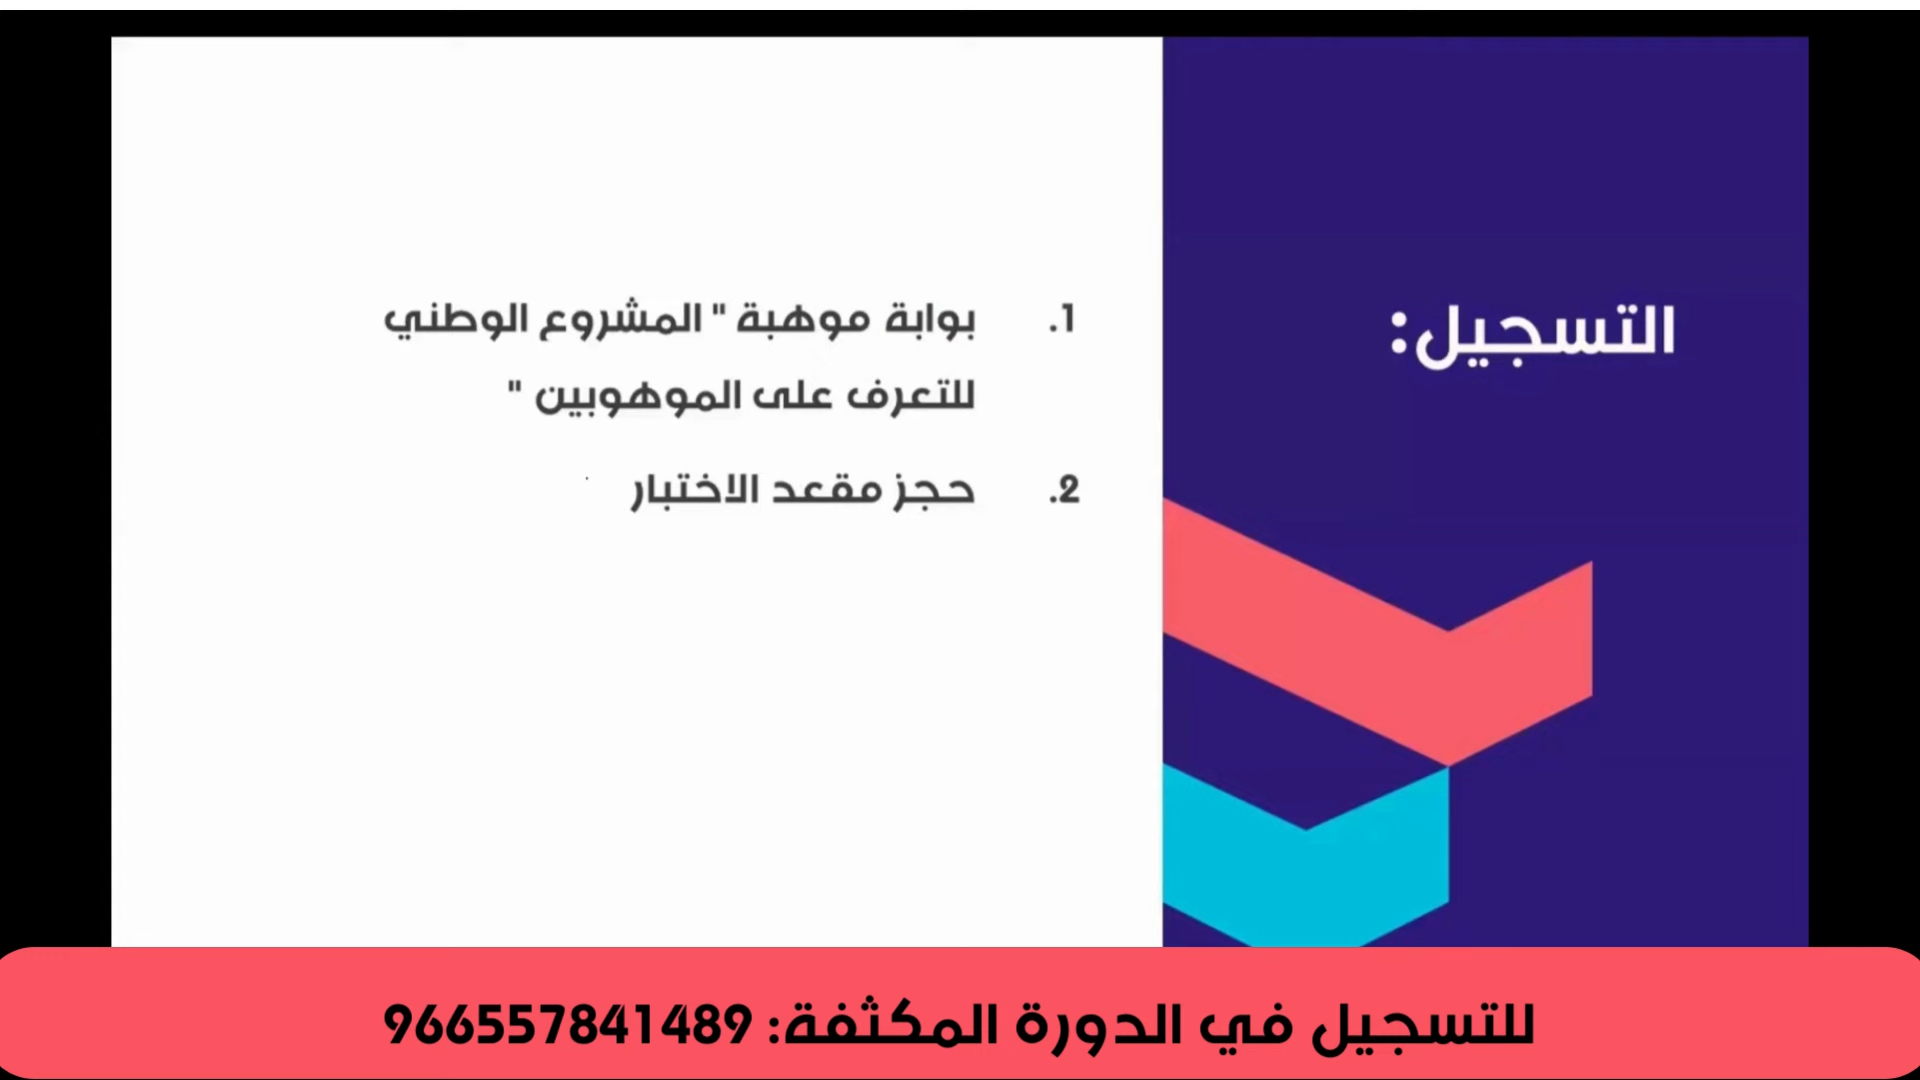 التسجيل:
1. بوابة موهبة " المشروع الوطني
للتعرف على الموهوبين "
2. حجز مقعد الاختبار
للتسجيل في الدورة المكثفة: 966557841489